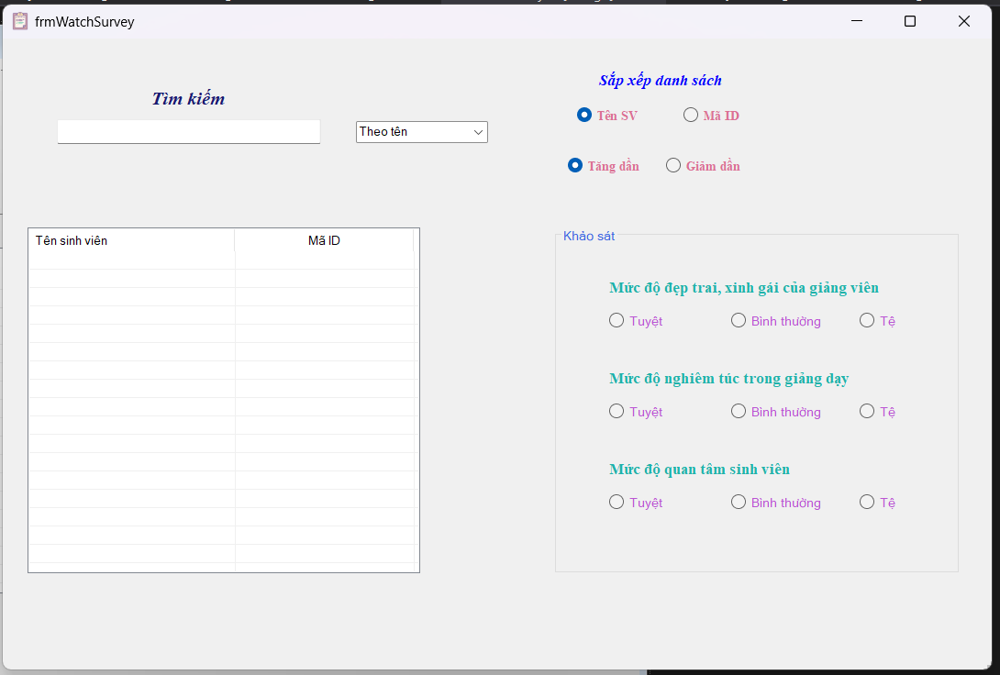 frmWatchSurvey
Tìm kiếm
Theo tên
Sắp xếp danh sách
Tên SV Mã ID
Tăng dần Giảm dần
Tên sinh viên Mã ID
Khảo sát
Mức độ đẹp trai, xinh gái của giảng viên
Tuyệt Bình thường Tệ
Mức độ nghiêm túc trong giảng dạy
Tuyệt Bình thường Tệ
Mức độ quan tâm sinh viên
Tuyệt Bình thường Tệ